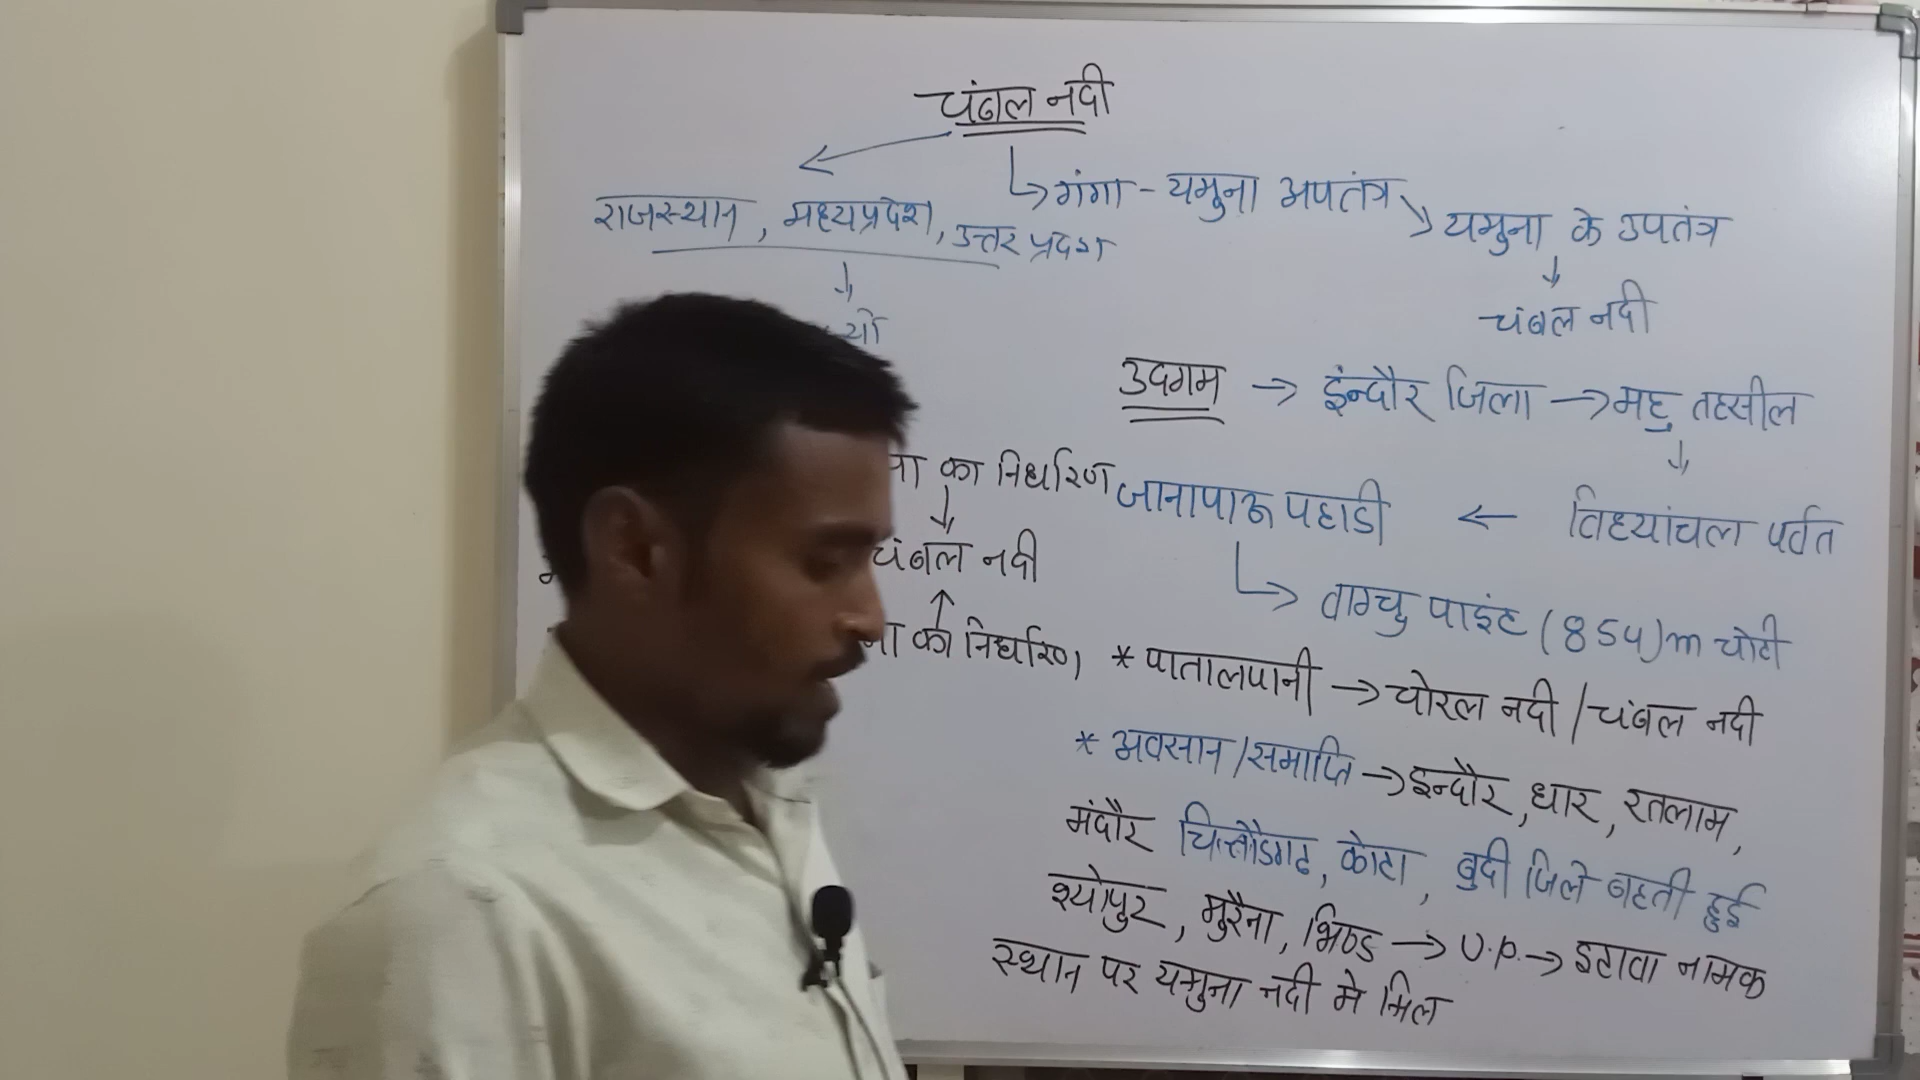 चंबल नदी
गंगा - यमुना अपतंत्र
यमुना के उपतंत्र
चंबल नदी
राजस्थान, मध्यप्रदेश, उत्तर प्रदेश
उदगम → इन्दौर जिला → महु तहसील
विंध्यांचल पर्वत
जानापाऊ पहाडी
पाइंट (854)m चोटी
का निर्धारण
चंबल नदी
का निर्धारण
* पातालपानी → चोरल नदी / चंबल नदी
* अवसान / समाप्ति → इन्दौर, धार, रतलाम,
मंदौर चित्तौडगढ, कोटा, बुदी जिले बहती हुई
श्योपुर, मुरैना, भिण्ड → U.P. → इटावा नामक
स्थान पर यमुना नदी मे मिल